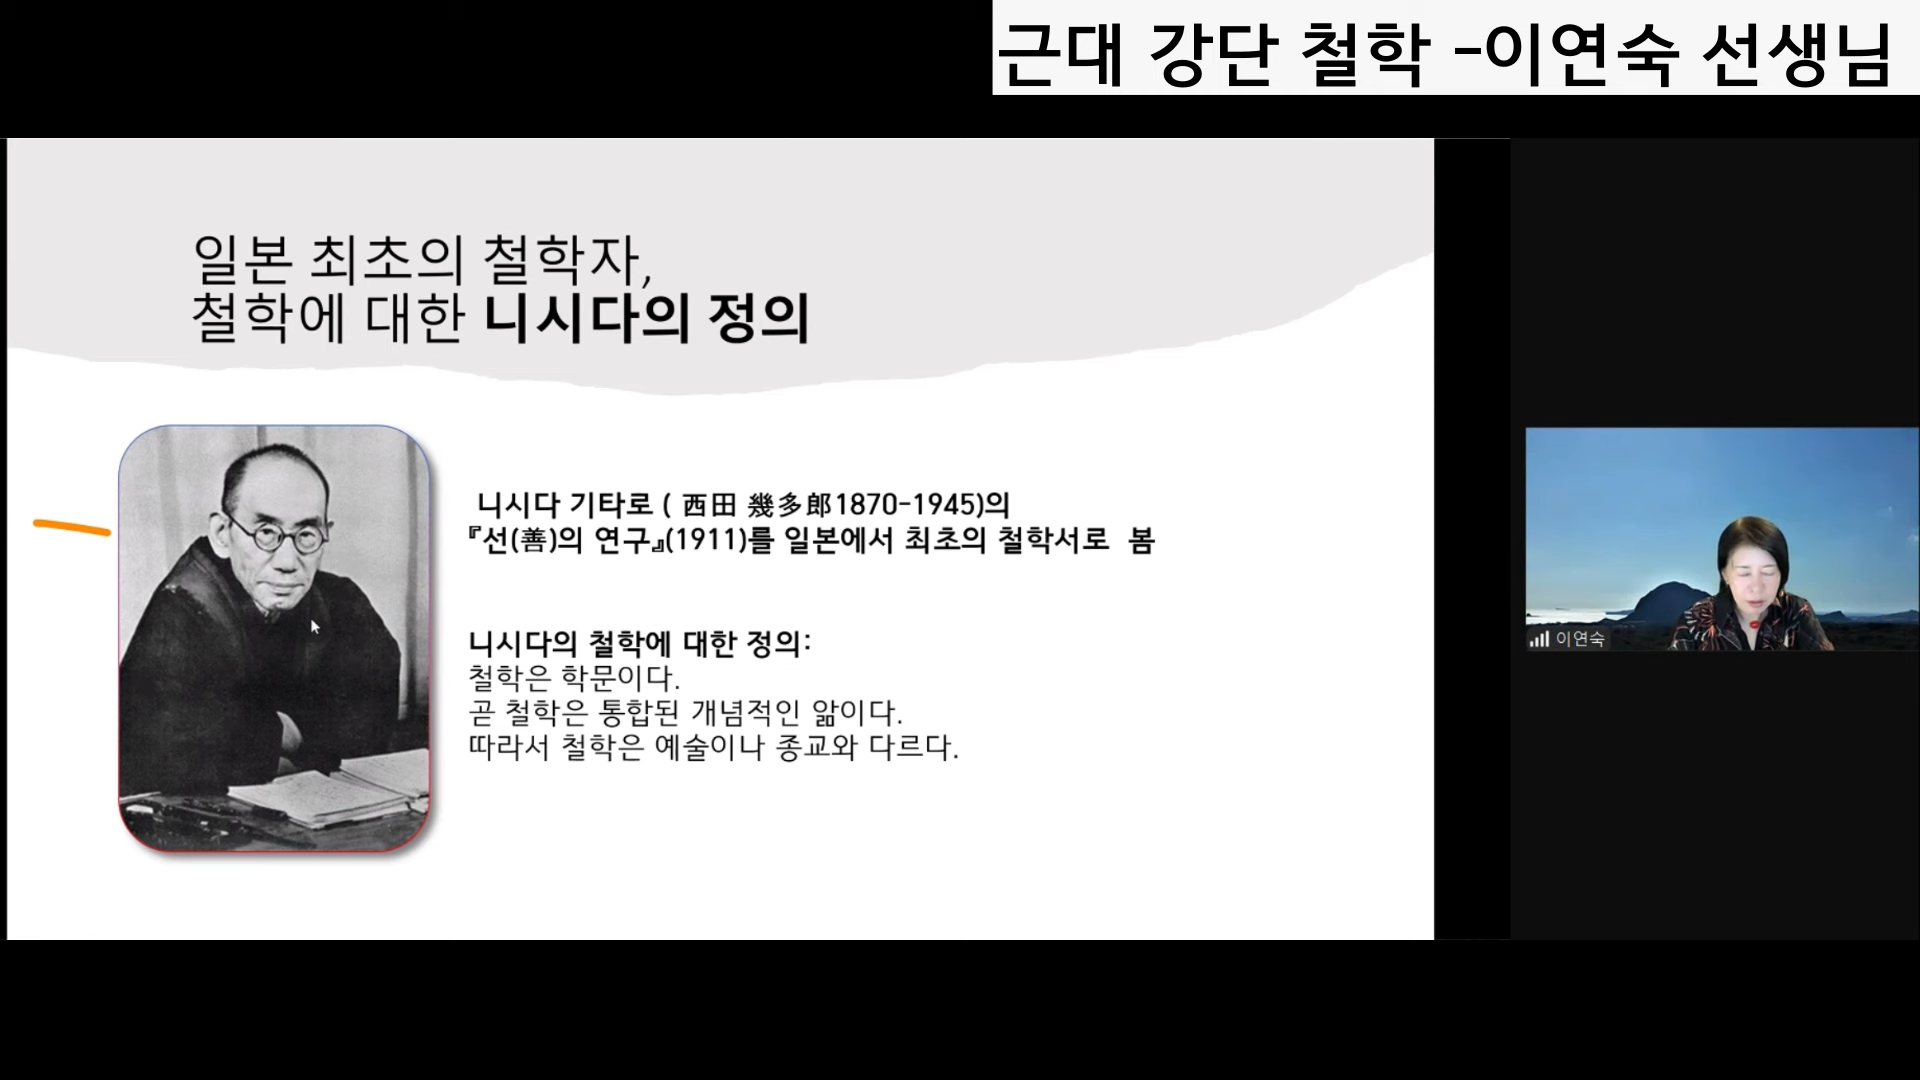 근대 강단 철학 -이연숙 선생님
일본 최초의 철학자,
철학에 대한 니시다의 정의
니시다 기타로 ( 西田 幾多郎1870-1945)의
『선(善)의 연구』(1911)를 일본에서 최초의 철학서로 봄
니시다의 철학에 대한 정의:
철학은 학문이다.
곧 철학은 통합된 개념적인 앎이다.
따라서 철학은 예술이나 종교와 다르다.
이연숙